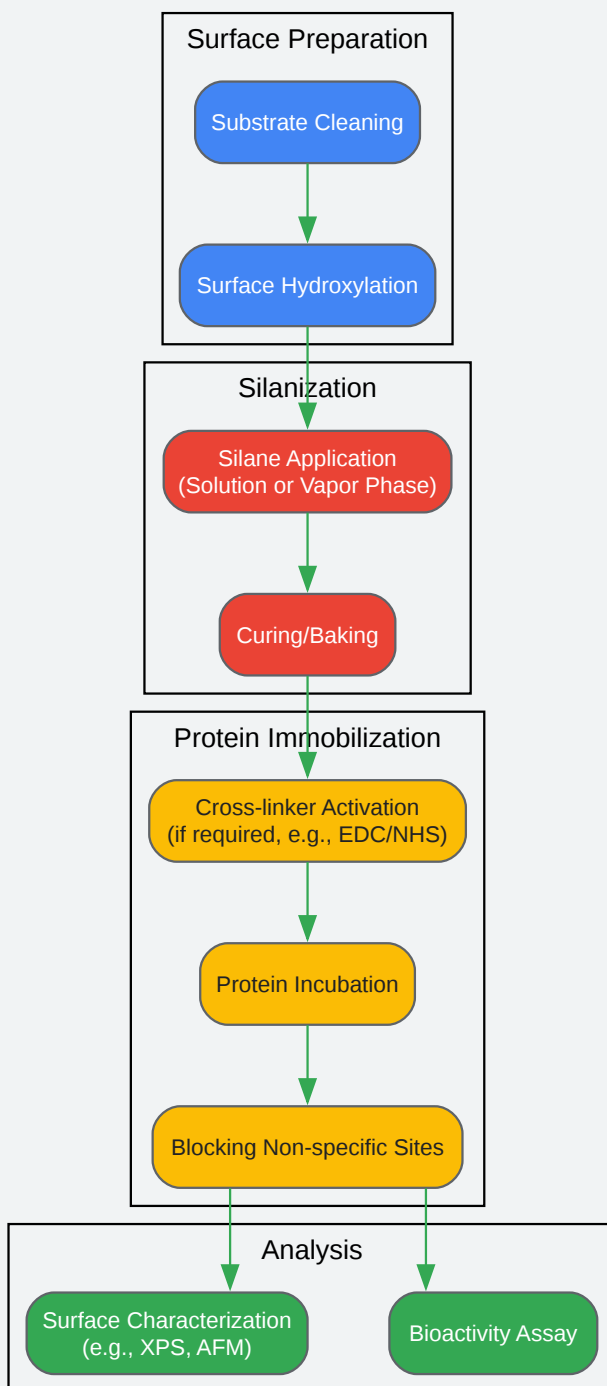 Surface Preparation
Substrate Cleaning
Surface Hydroxylation
Silanization
Silane Application
(Solution or Vapor Phase)
Curing/Baking
Protein Immobilization
Cross-linker Activation
(if required, e.g., EDC/NHS)
Protein Incubation
Blocking Non-specific Sites
Analysis
Surface Characterization
(e.g., XPS, AFM)
Bioactivity Assay